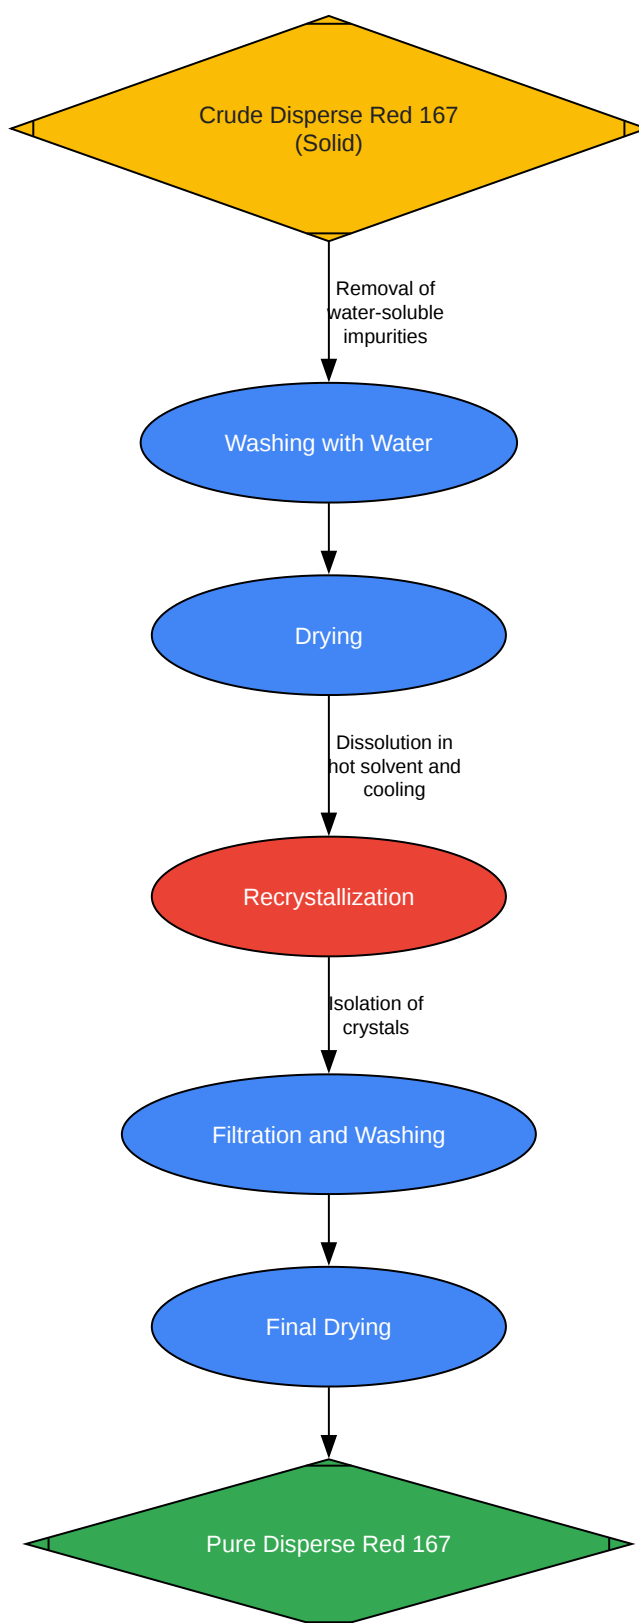 Crude Disperse Red 167
(Solid)
Removal of
water-soluble
impurities
Washing with Water
Drying
Dissolution in
hot solvent and
cooling
Recrystallization
Isolation of
crystals
Filtration and Washing
Final Drying
Pure Disperse Red 167